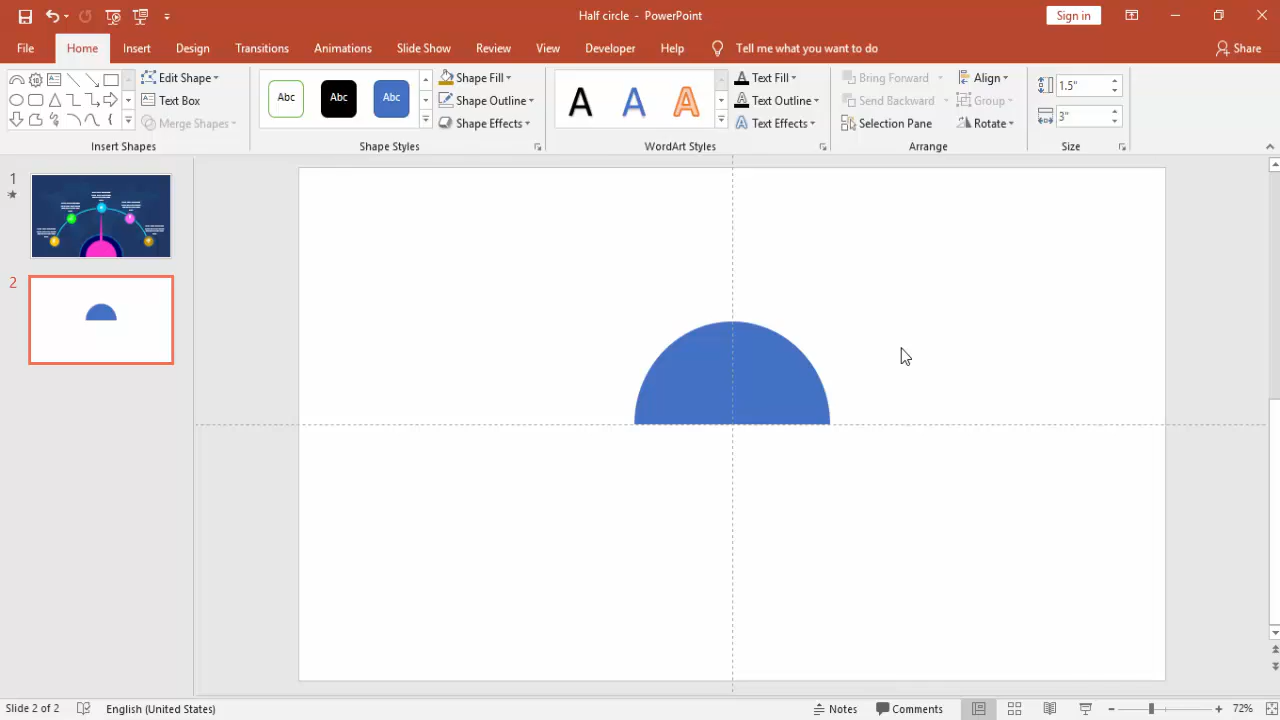 Half circle - PowerPoint
Sign in
File Home Insert Design Transitions Animations Slide Show Review View Developer Help Tell me what you want to do Share
Edit Shape
Text Box
Merge Shapes
Insert Shapes
Abc Abc Abc
Shape Fill
Shape Outline
Shape Effects
Shape Styles
A A A
Text Fill
Text Outline
Text Effects
WordArt Styles
Bring Forward
Send Backward
Selection Pane
Align
Group
Rotate
Arrange
1.5"
3"
Size
1
2
Slide 2 of 2 English (United States) Notes Comments 72%